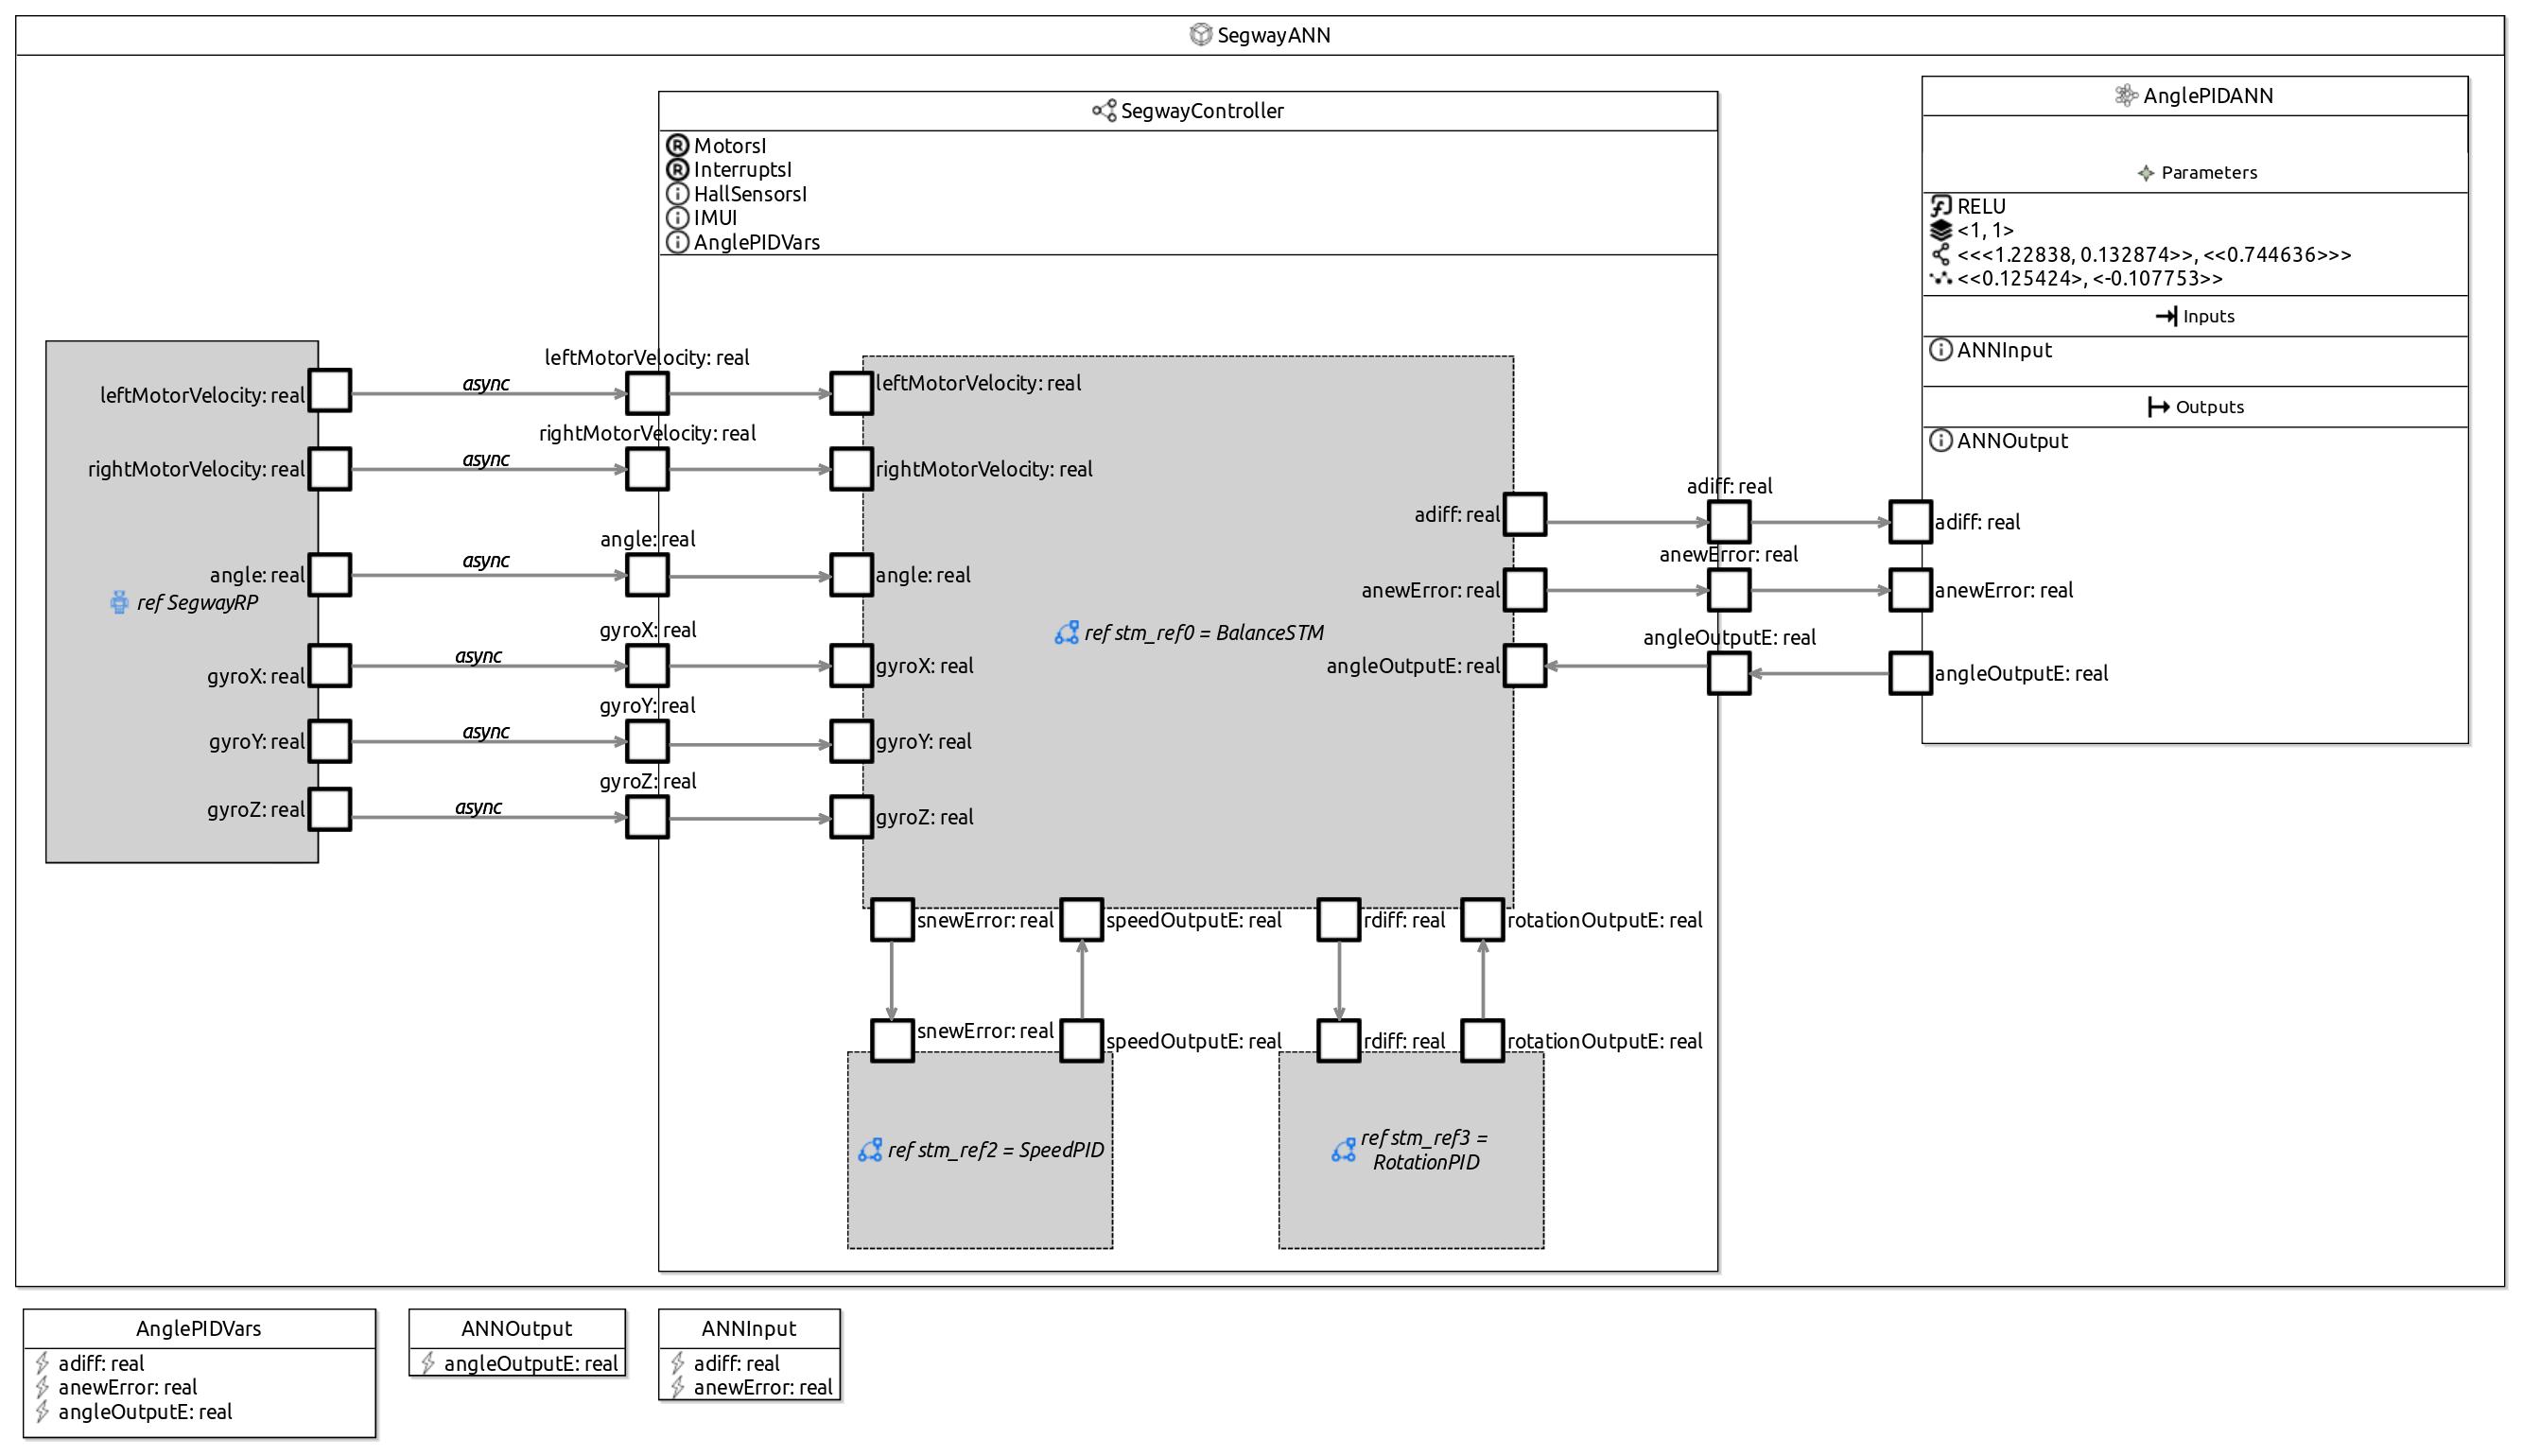 SegwayANN
SegwayController
MotorsI
InterruptsI
HallSensorsI
IMUI
AnglePIDVars
AnglePIDANN
Parameters
RELU
<1, 1>
<<<1.22838, 0.132874>>, <<0.744636>>>
<<0.125424>, <-0.107753>>
Inputs
ANNInput
Outputs
ANNOutput
leftMotorVelocity: real
async
leftMotorVelocity: real
leftMotorVelocity: real
rightMotorVelocity: real
async
rightMotorVelocity: real
rightMotorVelocity: real
angle: real
async
angle: real
angle: real
ref SegwayRP
gyroX: real
async
gyroX: real
gyroX: real
gyroY: real
async
gyroY: real
gyroY: real
gyroZ: real
async
gyroZ: real
gyroZ: real
ref stm_ref0 = BalanceSTM
adiff: real
adiff: real
adiff: real
anewError: real
anewError: real
anewError: real
angleOutputE: real
angleOutputE: real
angleOutputE: real
snewError: real
speedOutputE: real
rdiff: real
rotationOutputE: real
snewError: real
speedOutputE: real
rdiff: real
rotationOutputE: real
ref stm_ref2 = SpeedPID
ref stm_ref3 =
RotationPID
AnglePIDVars
adiff: real
anewError: real
angleOutputE: real
ANNOutput
angleOutputE: real
ANNInput
adiff: real
anewError: real